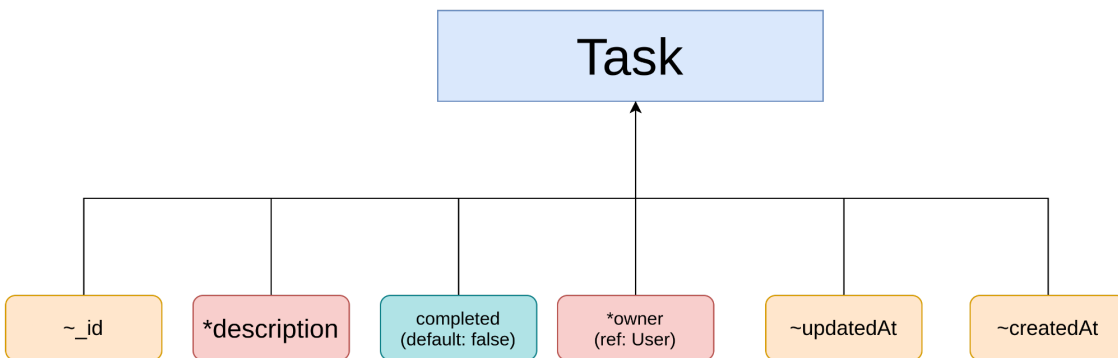 Task
~_id
*description
completed
(default: false)
*owner
(ref: User)
~updatedAt
~createdAt